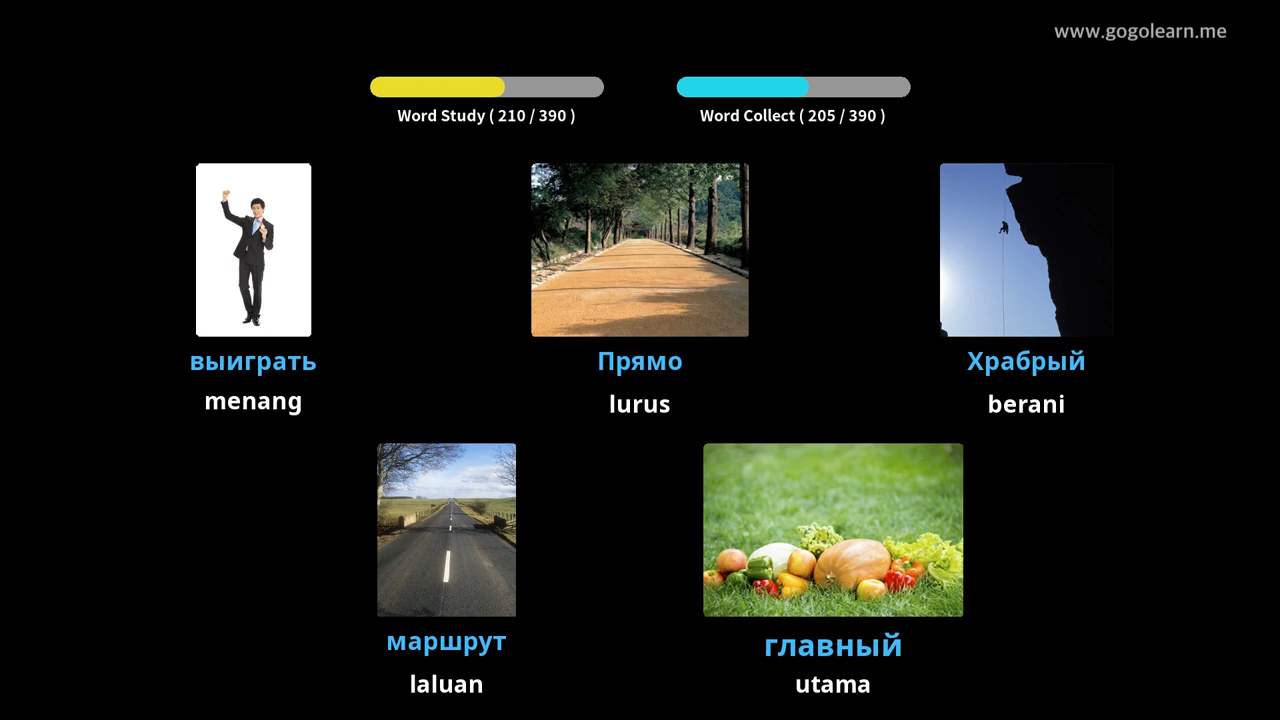 www.gogolearn.me
Word Study ( 210 / 390 )
Word Collect ( 205 / 390 )
выиграть
Прямо
Храбрый
menang
lurus
berani
маршрут
главный
laluan
utama